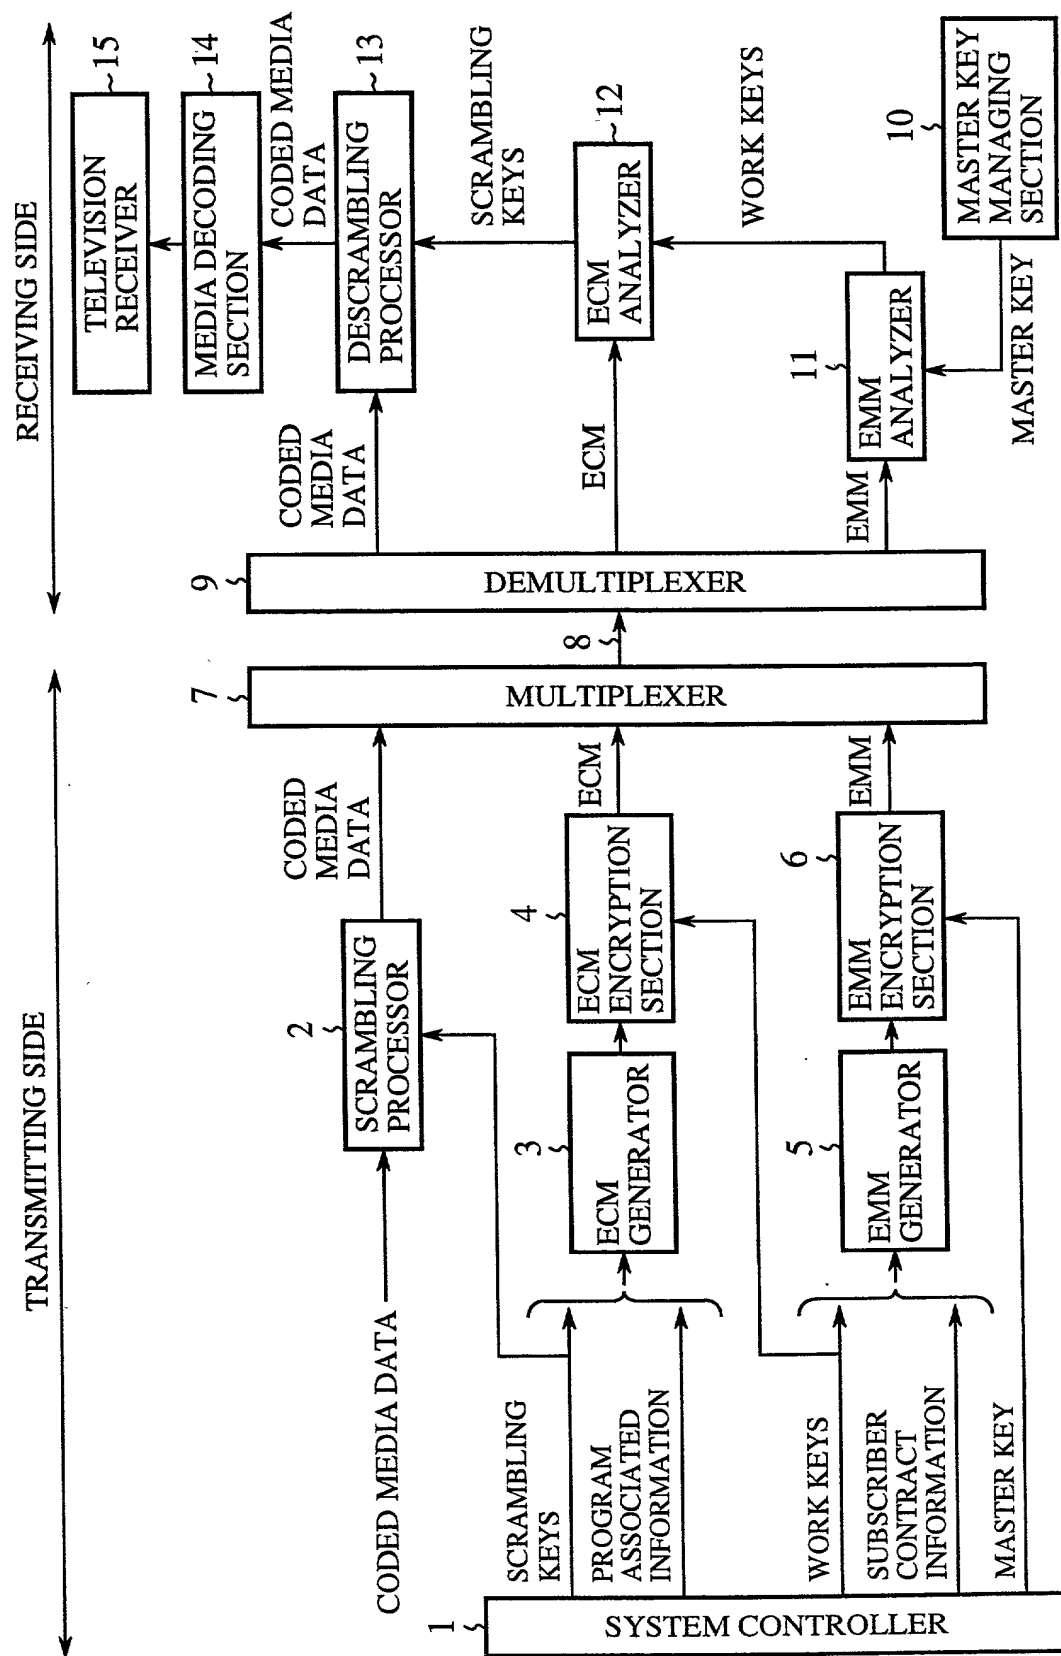 TRANSMITTING SIDE
RECEIVING SIDE
1
SYSTEM CONTROLLER
CODED MEDIA DATA
SCRAMBLING
KEYS
PROGRAM
ASSOCIATED
INFORMATION
WORK KEYS
SUBSCRIBER
CONTRACT
INFORMATION
MASTER KEY
2
SCRAMBLING
PROCESSOR
3
ECM
GENERATOR
4
ECM
ENCRYPTION
SECTION
5
EMM
GENERATOR
6
EMM
ENCRYPTION
SECTION
CODED
MEDIA
DATA
ECM
EMM
7
MULTIPLEXER
8
9
DEMULTIPLEXER
CODED
MEDIA
DATA
ECM
EMM
TELEVISION
RECEIVER
15
MEDIA DECODING
SECTION
14
CODED MEDIA
DATA
DESCRAMBLING
PROCESSOR
13
SCRAMBLING
KEYS
ECM
ANALYZER
12
WORK KEYS
11
EMM
ANALYZER
MASTER KEY
10
MASTER KEY
MANAGING
SECTION